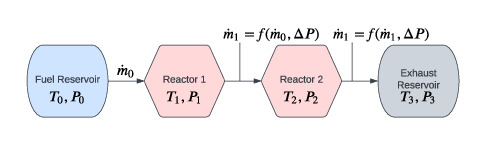 ṁ₁ = f(ṁ₀, ΔP)
ṁ₁ = f(ṁ₁, ΔP)
Fuel Reservoir
T₀, P₀
ṁ₀
Reactor 1
T₁, P₁
Reactor 2
T₂, P₂
Exhaust
Reservoir
T₃, P₃